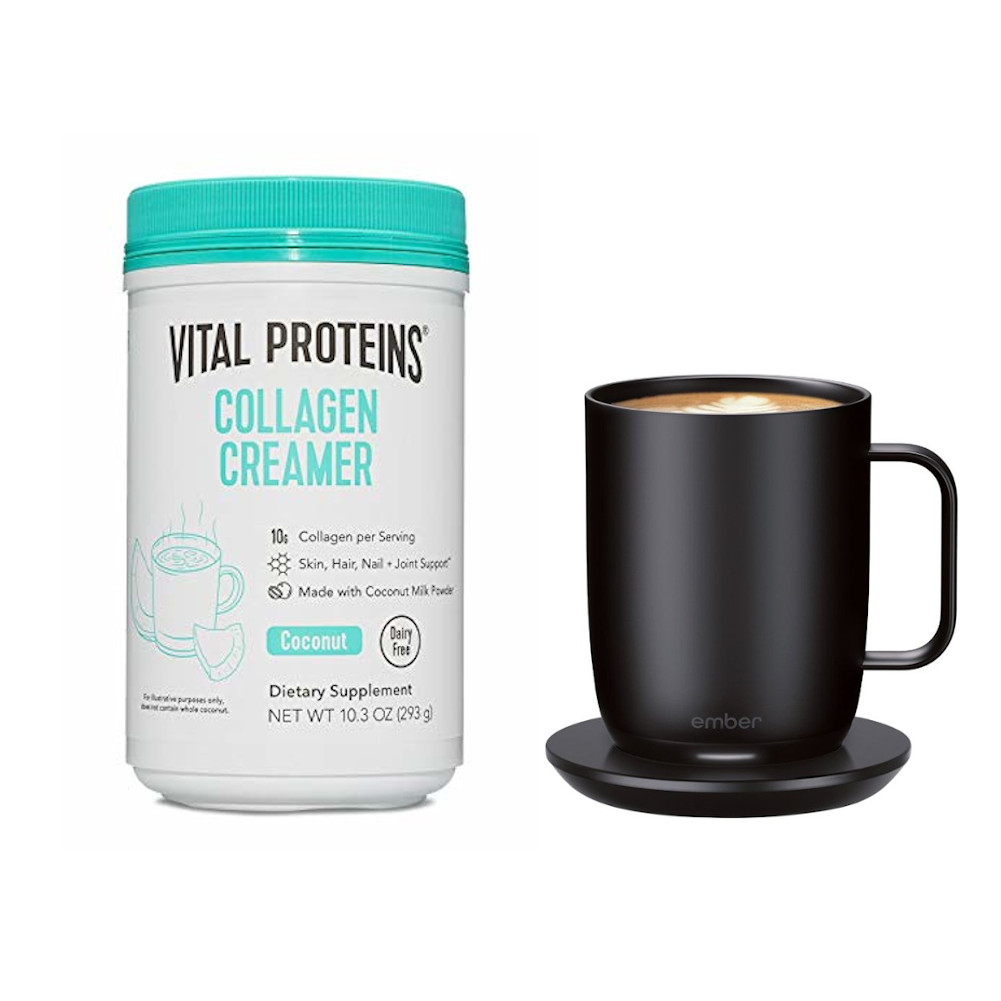 VITAL PROTEINS®
COLLAGEN
CREAMER
10G Collagen per Serving
Skin, Hair, Nail + Joint Support*
Made with Coconut Milk Powder
Coconut
Dairy
Free
For illustrative purposes only,
does not contain whole coconut.
Dietary Supplement
NET WT 10.3 OZ (293 g)
ember